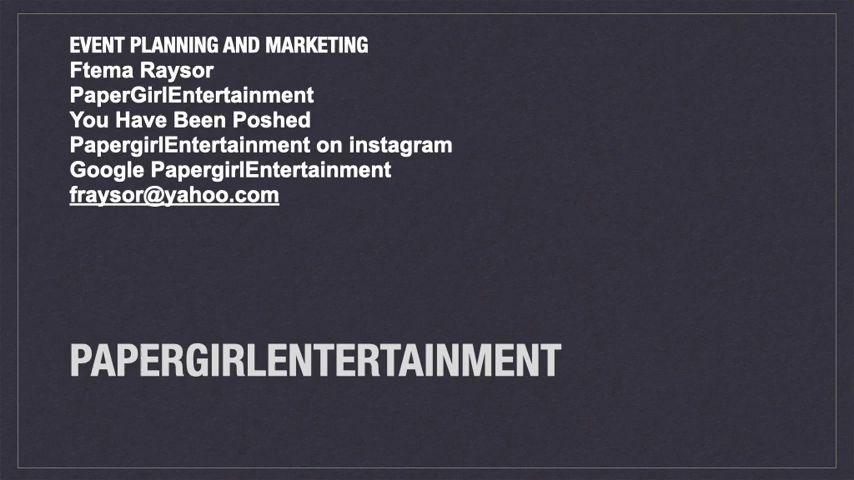 EVENT PLANNING AND MARKETING
Ftema Raysor
PaperGirlEntertainment
You Have Been Poshed
PapergirlEntertainment on instagram
Google PapergirlEntertainment
fraysor@yahoo.com
PAPERGIRLENTERTAINMENT